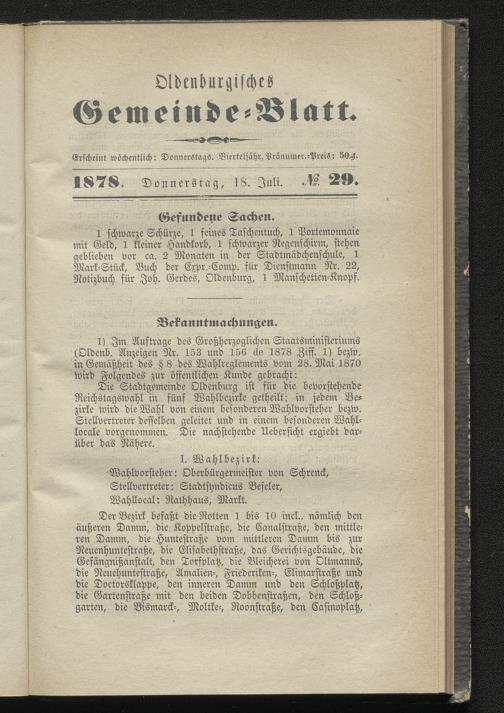 Oldenburgisches
Gemeinde-Blatt.
Erscheint wöchentlich: Donnerstags. Vierteljähr. Pränumer.-Preis: 50 ₰.
1878. Donnerstag, 18. Juli. № 29.
Gefundene Sachen.
1 schwarze Schürze, 1 feines Taschentuch, 1 Portemonnaie
mit Geld, 1 kleiner Handkorb, 1 schwarzer Regenschirm, stehen
geblieben vor ca. 2 Monaten in der Stadtmädchenschule, 1
Mark-Stück, Buch der Expr.-Comp. für Dienstmann Nr. 22,
Notizbuch für Joh. Gerdes, Oldenburg, 1 Manschetten-Knopf.
Bekanntmachungen.
1) Im Auftrage des Großherzoglichen Staatsministeriums
(Oldenb. Anzeigen Nr. 153 und 156 de 1878 Ziff. 1) bezw.
in Gemäßheit des § 8 des Wahlreglements vom 28. Mai 1870
wird Folgendes zur öffentlichen Kunde gebracht:
Die Stadtgemeinde Oldenburg ist für die bevorstehende
Reichstagswahl in fünf Wahlbezirke getheilt; in jedem Be-
zirke wird die Wahl von einem besonderen Wahlvorsteher bezw.
Stellvertreter desselben geleitet und in einem besonderen Wahl-
locale vorgenommen. Die nachstehende Uebersicht ergiebt dar-
über das Nähere.
I. Wahlbezirk:
Wahlvorsteher: Oberbürgermeister von Schrenck,
Stellvertreter: Stadtsyndicus Beseler,
Wahllocal: Rathhaus, Markt.
Der Bezirk befaßt die Rotten 1 bis 10 incl., nämlich den
äußeren Damm, die Koppelstraße, die Canalstraße, den mittle-
ren Damm, die Huntestraße vom mittleren Damm bis zur
Neuenhuntestraße, die Elisabethstraße, das Gerichtsgebäude, die
Gefängnißanstalt, den Torfplatz, die Bleicherei von Oltmanns,
die Neuehuntestraße, Amalien-, Friederiken-, Elimarstraße und
die Doctorsklappe, den inneren Damm und den Schloßplatz,
die Gartenstraße mit den beiden Dobbenstraßen, den Schloß-
garten, die Bismarck-, Moltke-, Roonstraße, den Casinoplatz,